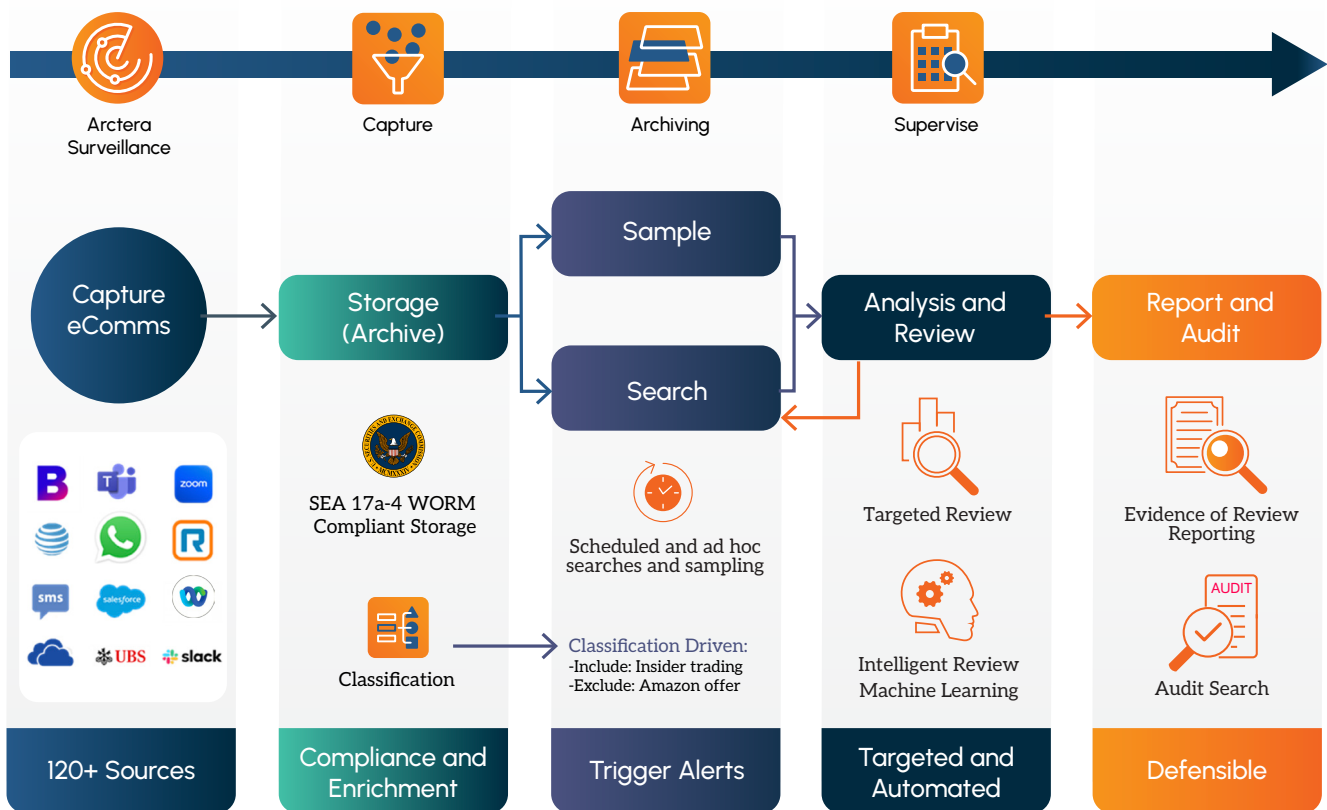 Arctera
Surveillance
Capture
Archiving
Supervise
Capture
eComms
Storage
(Archive)
Sample
Search
Analysis and
Review
Report and
Audit
B
T
zoom
R
sms
salesforce
UBS
slack
SEA 17a-4 WORM
Compliant Storage
Classification
Scheduled and ad hoc
searches and sampling
Classification Driven:
-Include: Insider trading
-Exclude: Amazon offer
Targeted Review
Intelligent Review
Machine Learning
Evidence of Review
Reporting
AUDIT
Audit Search
120+ Sources
Compliance and
Enrichment
Trigger Alerts
Targeted and
Automated
Defensible